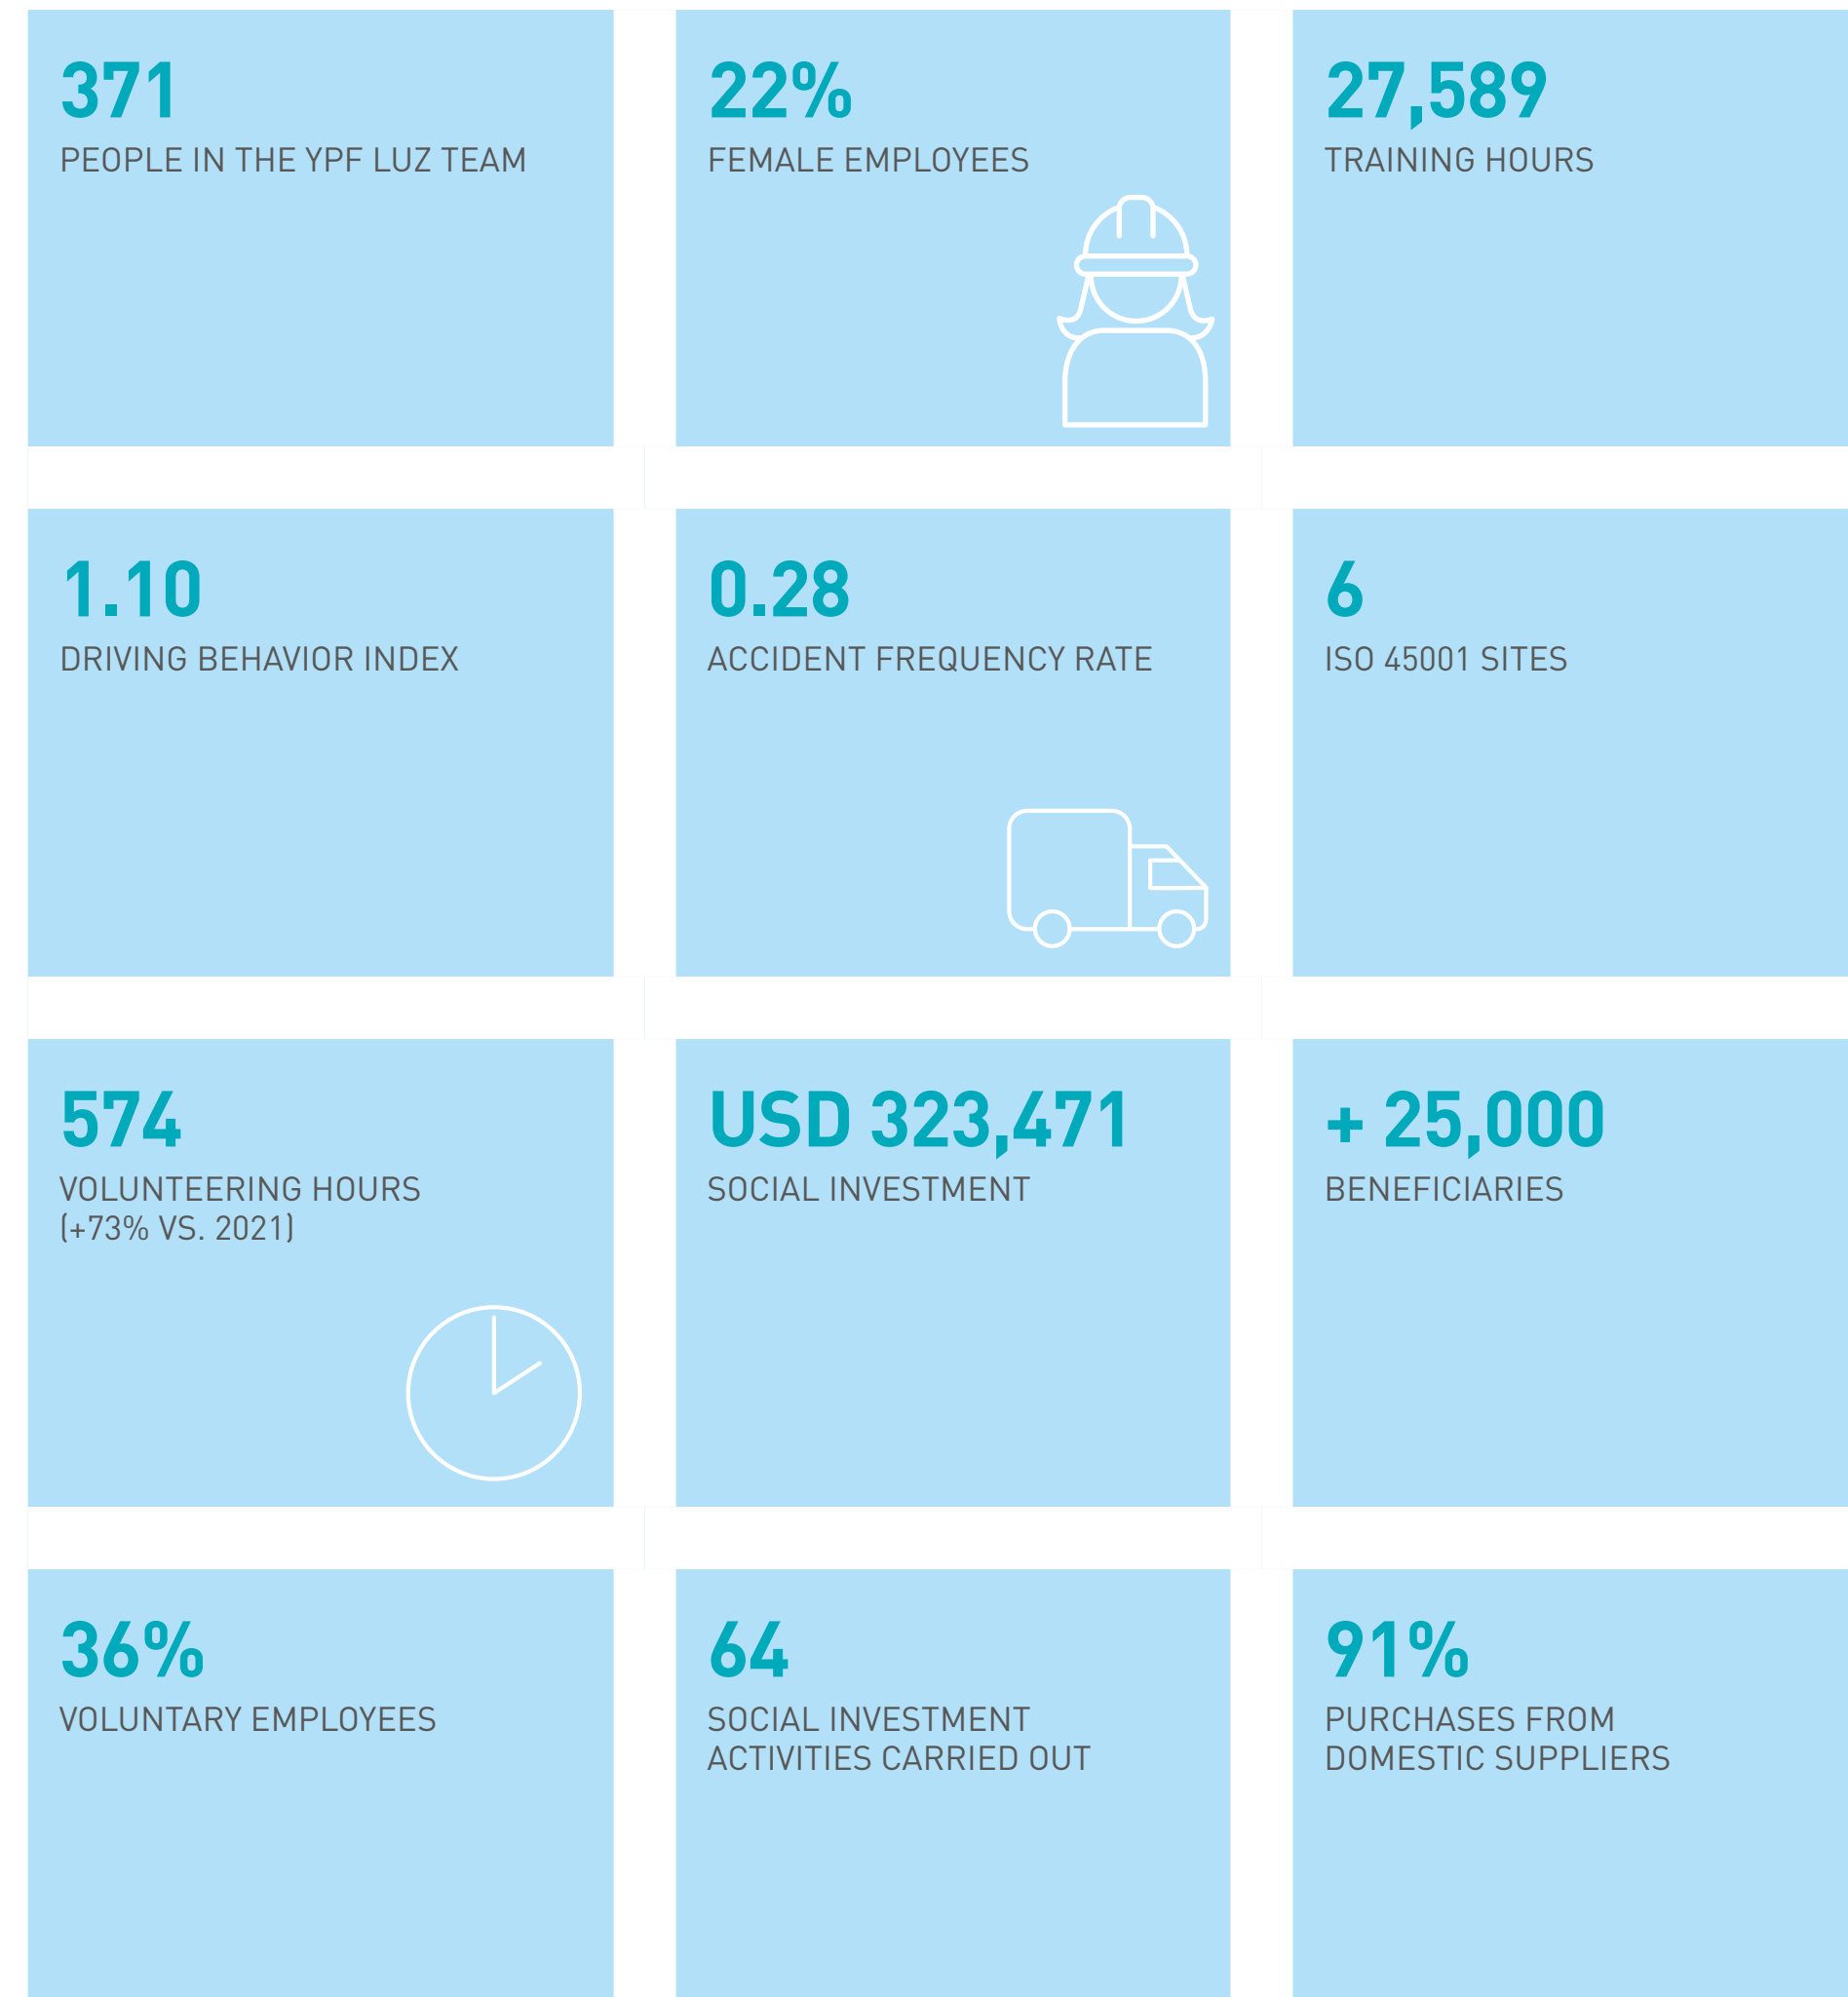 371
PEOPLE IN THE YPF LUZ TEAM
22%
FEMALE EMPLOYEES
27,589
TRAINING HOURS
1.10
DRIVING BEHAVIOR INDEX
0.28
ACCIDENT FREQUENCY RATE
6
ISO 45001 SITES
574
VOLUNTEERING HOURS
(+73% VS. 2021)
USD 323,471
SOCIAL INVESTMENT
+ 25,000
BENEFICIARIES
36%
VOLUNTARY EMPLOYEES
64
SOCIAL INVESTMENT
ACTIVITIES CARRIED OUT
91%
PURCHASES FROM
DOMESTIC SUPPLIERS